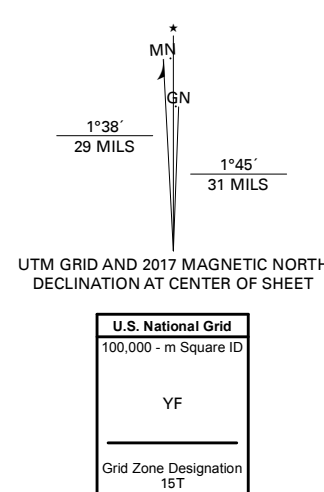 ★
MN
GN
1°38´
29 MILS
1°45´
31 MILS
UTM GRID AND 2017 MAGNETIC NORTH
DECLINATION AT CENTER OF SHEET
U.S. National Grid
100,000 - m Square ID
YF
Grid Zone Designation
15T